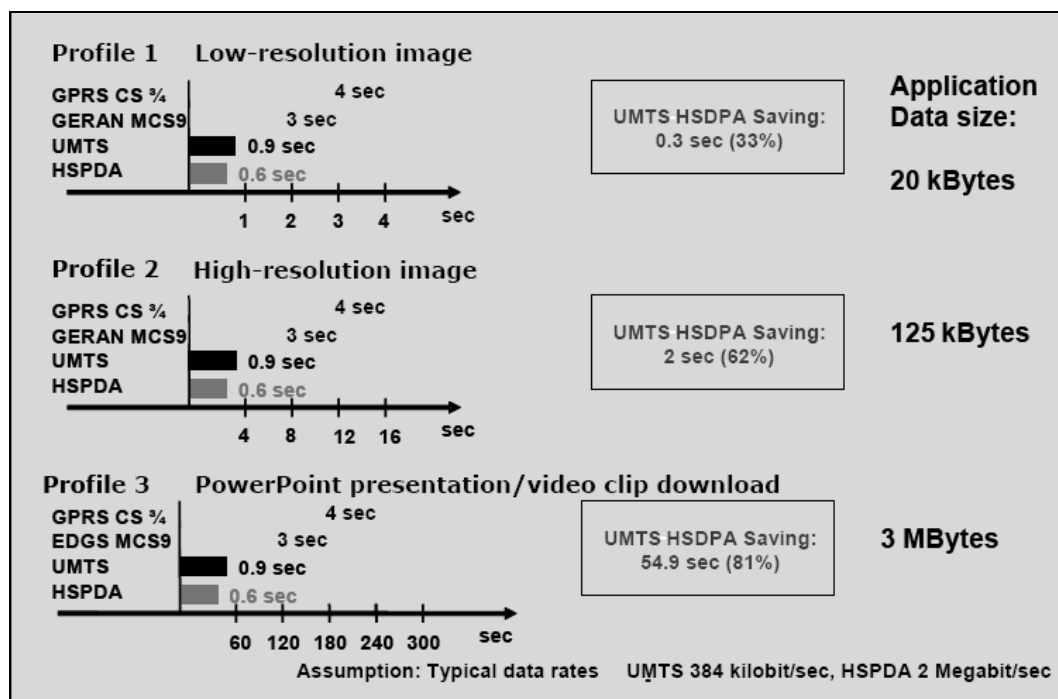 Profile 1 Low-resolution image
GPRS CS ¾ 4 sec
GERAN MCS9 3 sec
UMTS 0.9 sec
HSPDA 0.6 sec
1 2 3 4 sec
UMTS HSDPA Saving:
0.3 sec (33%)
Application
Data size:
20 kBytes
Profile 2 High-resolution image
GPRS CS ¾ 4 sec
GERAN MCS9 3 sec
UMTS 0.9 sec
HSPDA 0.6 sec
4 8 12 16 sec
UMTS HSDPA Saving:
2 sec (62%)
125 kBytes
Profile 3 PowerPoint presentation/video clip download
GPRS CS ¾ 4 sec
EDGS MCS9 3 sec
UMTS 0.9 sec
HSPDA 0.6 sec
60 120 180 240 300 sec
UMTS HSDPA Saving:
54.9 sec (81%)
3 MBytes
Assumption: Typical data rates UMTS 384 kilobit/sec, HSPDA 2 Megabit/sec